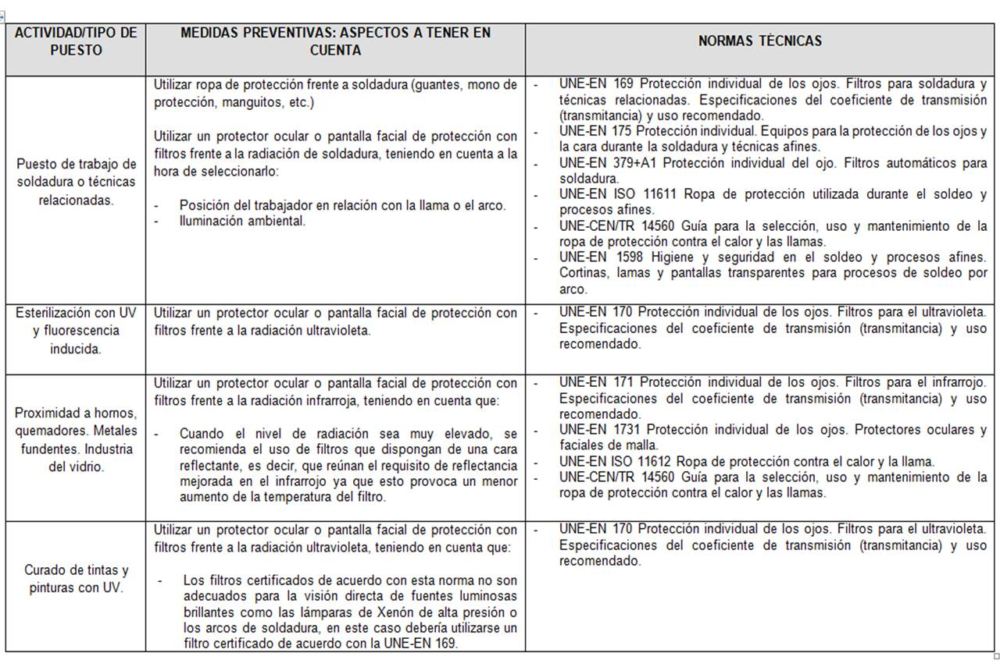 ACTIVIDAD/TIPO DE
PUESTO
MEDIDAS PREVENTIVAS: ASPECTOS A TENER EN
CUENTA
NORMAS TÉCNICAS
Puesto de trabajo de
soldadura o técnicas
relacionadas.
Utilizar ropa de protección frente a soldadura (guantes, mono de
protección, manguitos, etc.)
Utilizar un protector ocular o pantalla facial de protección con
filtros frente a la radiación de soldadura, teniendo en cuenta a la
hora de seleccionarlo:
- Posición del trabajador en relación con la llama o el arco.
- Iluminación ambiental.
- UNE-EN 169 Protección individual de los ojos. Filtros para soldadura y
técnicas relacionadas. Especificaciones del coeficiente de transmisión
(transmitancia) y uso recomendado.
- UNE-EN 175 Protección individual. Equipos para la protección de los ojos y
la cara durante la soldadura y técnicas afines.
- UNE-EN 379+A1 Protección individual del ojo. Filtros automáticos para
soldadura.
- UNE-EN ISO 11611 Ropa de protección utilizada durante el soldeo y
procesos afines.
- UNE-CEN/TR 14560 Guía para la selección, uso y mantenimiento de la
ropa de protección contra el calor y las llamas.
- UNE-EN 1598 Higiene y seguridad en el soldeo y procesos afines.
Cortinas, lamas y pantallas transparentes para procesos de soldeo por
arco.
Esterilización con UV
y fluorescencia
inducida.
Utilizar un protector ocular o pantalla facial de protección con
filtros frente a la radiación ultravioleta.
- UNE-EN 170 Protección individual de los ojos. Filtros para el ultravioleta.
Especificaciones del coeficiente de transmisión (transmitancia) y uso
recomendado.
Proximidad a hornos,
quemadores. Metales
fundentes. Industria
del vidrio.
Utilizar un protector ocular o pantalla facial de protección con
filtros frente a la radiación infrarroja, teniendo en cuenta que:
- Cuando el nivel de radiación sea muy elevado, se
recomienda el uso de filtros que dispongan de una cara
reflectante, es decir, que reúnan el requisito de reflectancia
mejorada en el infrarrojo ya que esto provoca un menor
aumento de la temperatura del filtro.
- UNE-EN 171 Protección individual de los ojos. Filtros para el infrarrojo.
Especificaciones del coeficiente de transmisión (transmitancia) y uso
recomendado.
- UNE-EN 1731 Protección individual de los ojos. Protectores oculares y
faciales de malla.
- UNE-EN ISO 11612 Ropa de protección contra el calor y la llama.
- UNE-CEN/TR 14560 Guía para la selección, uso y mantenimiento de la
ropa de protección contra el calor y las llamas.
Curado de tintas y
pinturas con UV.
Utilizar un protector ocular o pantalla facial de protección con
filtros frente a la radiación ultravioleta, teniendo en cuenta que:
- Los filtros certificados de acuerdo con esta norma no son
adecuados para la visión directa de fuentes luminosas
brillantes como las lámparas de Xenón de alta presión o
los arcos de soldadura, en este caso debería utilizarse un
filtro certificado de acuerdo con la UNE-EN 169.
- UNE-EN 170 Protección individual de los ojos. Filtros para el ultravioleta.
Especificaciones del coeficiente de transmisión (transmitancia) y uso
recomendado.